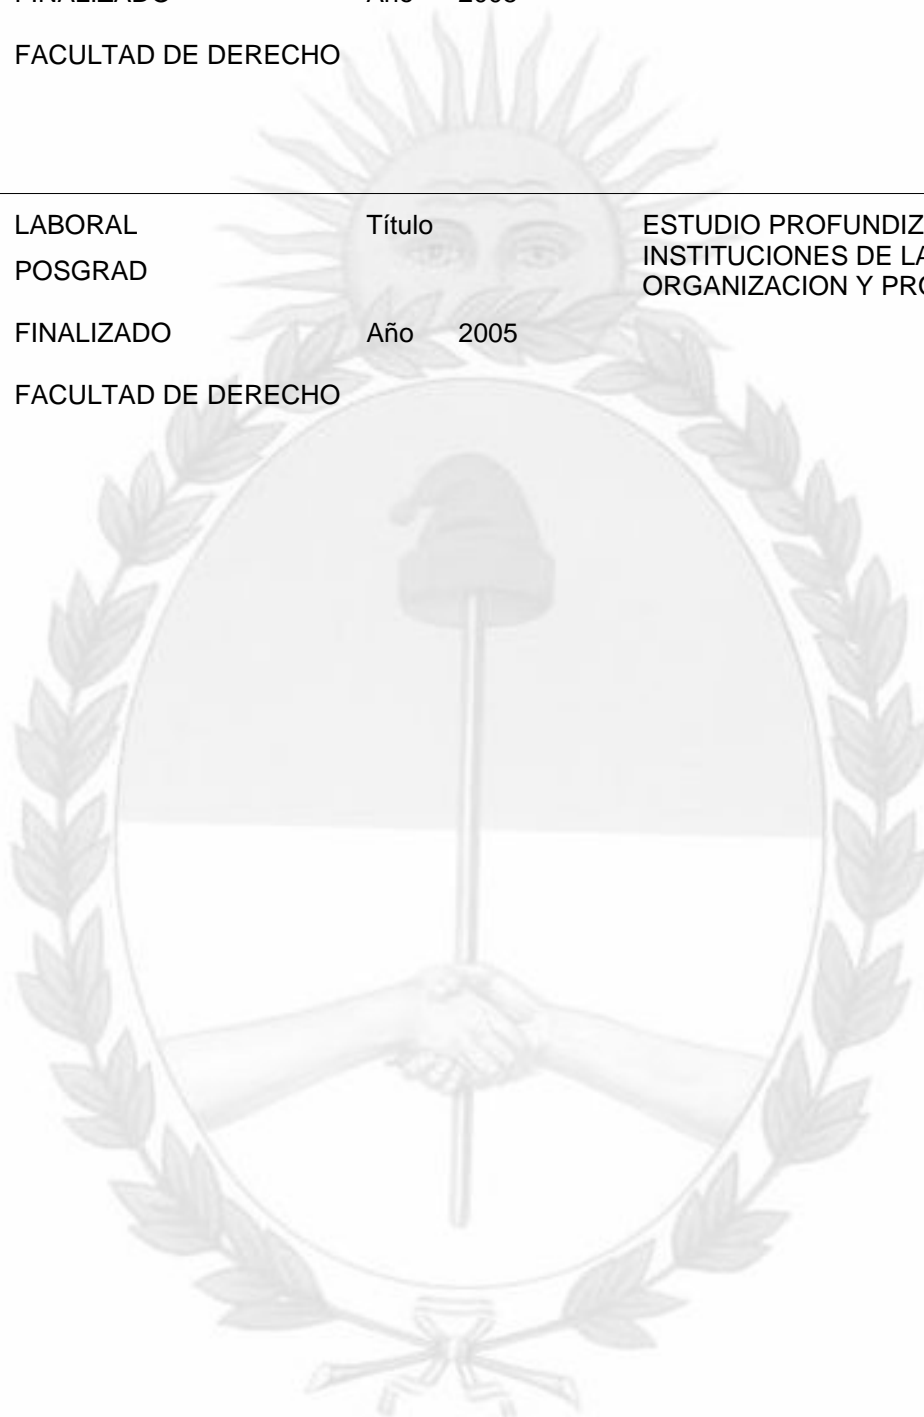 FACULTAD DE DERECHO
LABORAL Título ESTUDIO PROFUNDIZ
POSGRAD INSTITUCIONES DE LA
ORGANIZACION Y PRO
FINALIZADO Año 2005
FACULTAD DE DERECHO